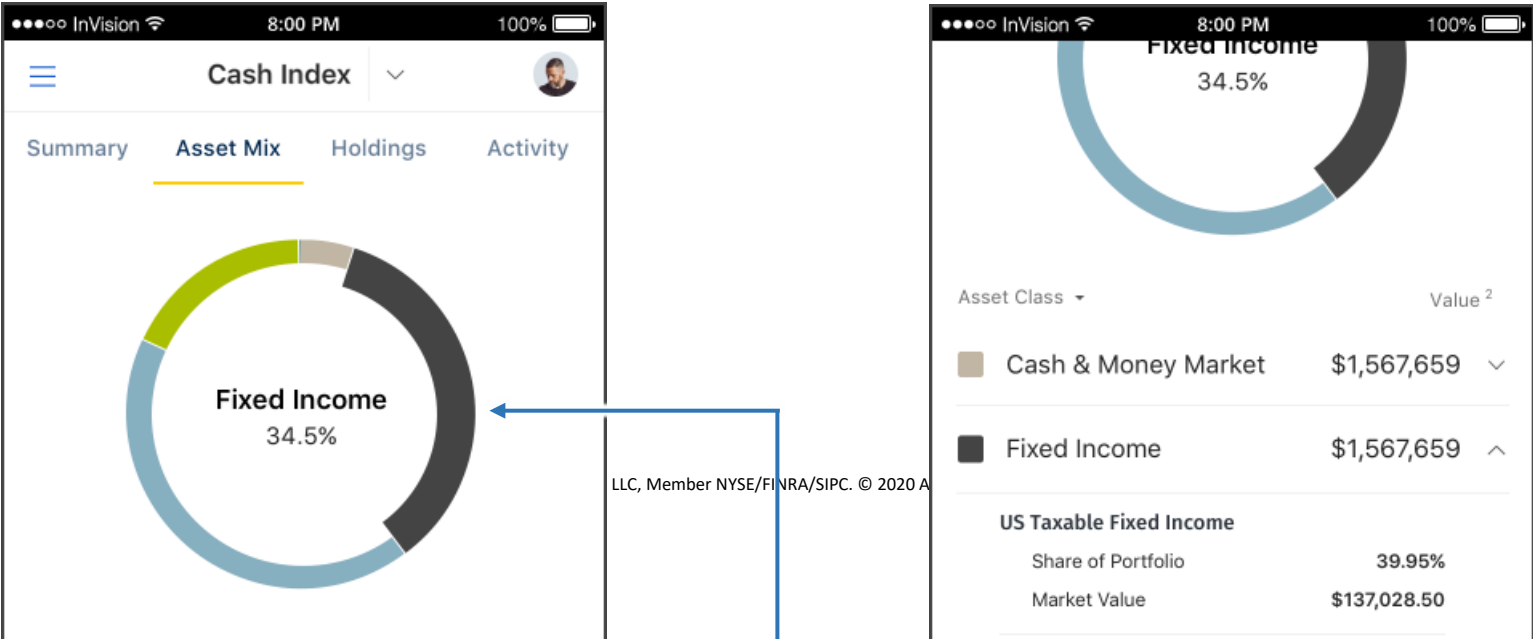 InVision 8:00 PM 100%
Cash Index
Summary Asset Mix Holdings Activity
Fixed Income
34.5%
LLC, Member NYSE/FINRA/SIPC. © 2020 A
InVision 8:00 PM 100%
Fixed Income
34.5%
Asset Class Value 2
Cash & Money Market $1,567,659
Fixed Income $1,567,659
US Taxable Fixed Income
Share of Portfolio 39.95%
Market Value $137,028.50